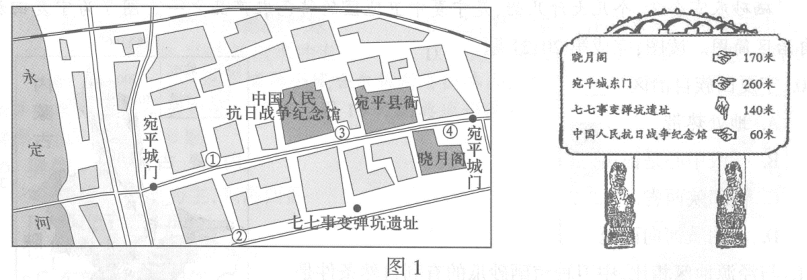 永
定
河
宛平城门
中国人民
抗日战争纪念馆
宛平县衙
①
②
③
④
宛平城门
晓月阁
七七事变弹坑遗址
晓月阁 170米
宛平城东门 260米
七七事变弹坑遗址 140米
中国人民抗日战争纪念馆 60米
图1